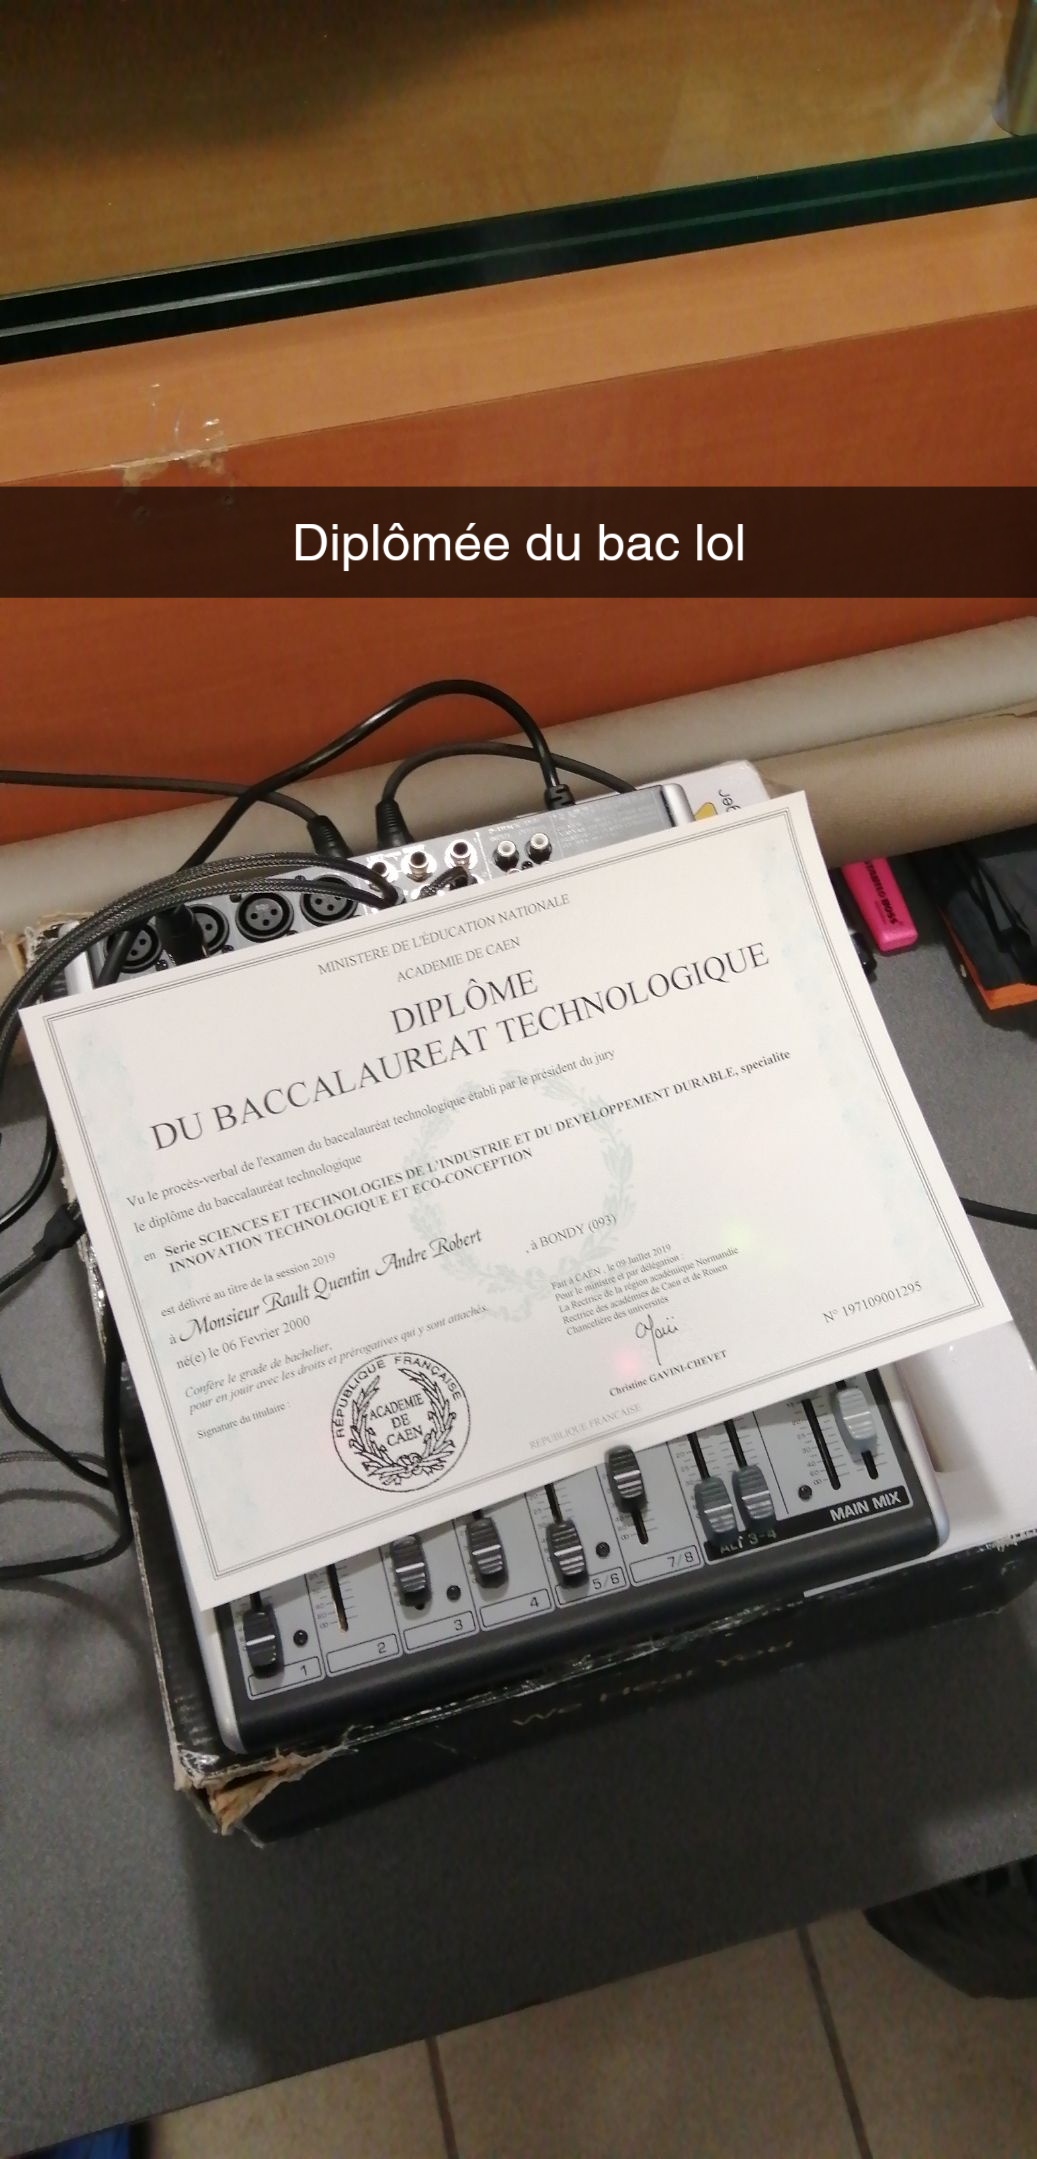 Diplômée du bac lol
MINISTERE DE L'ÉDUCATION NATIONALE
ACADEMIE DE CAEN
DIPLÔME
DU BACCALAUREAT TECHNOLOGIQUE
Vu le procès-verbal de l'examen du baccalauréat technologique établi par le président du jury
le diplôme du baccalauréat technologique
en Serie SCIENCES ET TECHNOLOGIES DE L'INDUSTRIE ET DU DEVELOPPEMENT DURABLE, specialite
INNOVATION TECHNOLOGIQUE ET ECO-CONCEPTION
est délivré au titre de la session 2019
à Monsieur Rault Quentin Andre Robert
né(e) le 06 Fevrier 2000 , à BONDY (093)
Confère le grade de bachelier,
pour en jouir avec les droits et prérogatives qui y sont attachés.
Signature du titulaire :
Fait à CAEN , le 09 Juillet 2019
Pour le ministre et par délégation :
La Rectrice de la région académique Normandie
Rectrice des académies de Caen et de Rouen
Chancelière des universités
Christine GAVINI-CHEVET
N° 197109001295
RÉPUBLIQUE FRANÇAISE
ACADEMIE
DE
CAEN
REPUBLIQUE FRANCAISE
1
2
3
4
5/6
7/8
ALT 3-4
MAIN MIX
We Hear You
BOSS